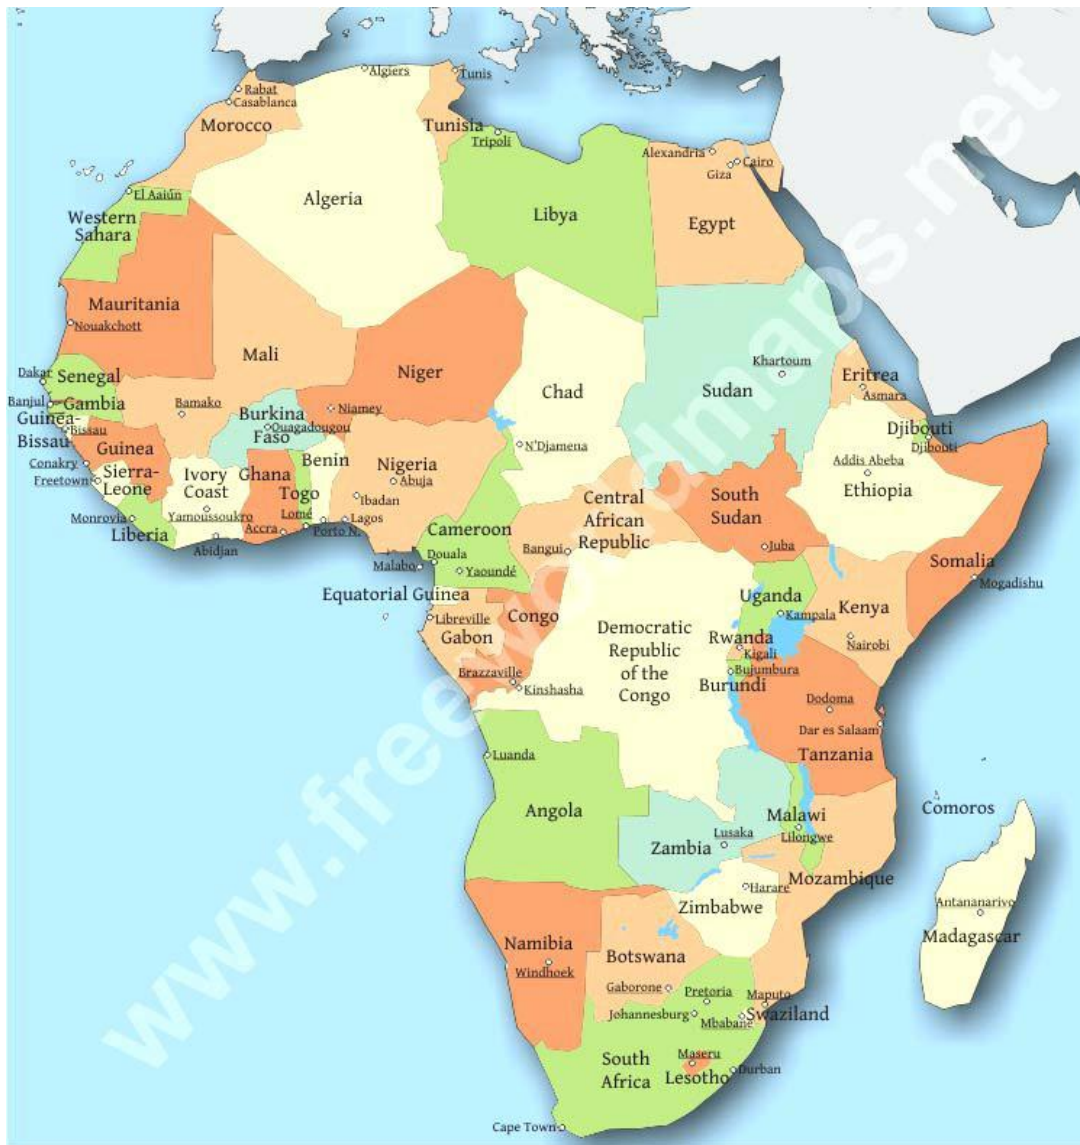 Algiers
Tunis
Rabat
Casablanca
Morocco
Tunisia
Tripoli
Alexandria
Cairo
Giza
El Aaiún
Algeria
Western
Sahara
Libya
Egypt
Mauritania
Nouakchott
Mali
Niger
Chad
Sudan
Khartoum
Dakar
Senegal
Eritrea
Asmara
Banjul
Gambia
Bamako
Burkina
Faso
Ouagadougou
Niamey
Guinea-
Bissau
Bissau
Djibouti
Djibouti
N'Djamena
Guinea
Conakry
Sierra-
Leone
Freetown
Ivory
Coast
Yamoussoukro
Ghana
Benin
Togo
Lomé
Nigeria
Abuja
Ibadan
Lagos
Addis Abeba
Ethiopia
Central
African
Republic
South
Sudan
Monrovia
Liberia
Abidjan
Accra
Porto N.
Cameroon
Bangui
Juba
Douala
Malabo
Yaoundé
Somalia
Mogadishu
Equatorial Guinea
Uganda
Kampala
Kenya
Nairobi
Libreville
Gabon
Congo
Democratic
Republic
of the
Congo
Rwanda
Kigali
Bujumbura
Burundi
Brazzaville
Kinshasha
Dodoma
Dar es Salaam
Tanzania
Luanda
Angola
Comoros
Malawi
Lilongwe
Zambia
Lusaka
Mozambique
Harare
Zimbabwe
Antananarivo
Madagascar
Namibia
Windhoek
Botswana
Gaborone
Pretoria
Maputo
Johannesburg
Mbabane
Swaziland
South
Africa
Maseru
Lesotho
Durban
Cape Town
www.freeworldmaps.net